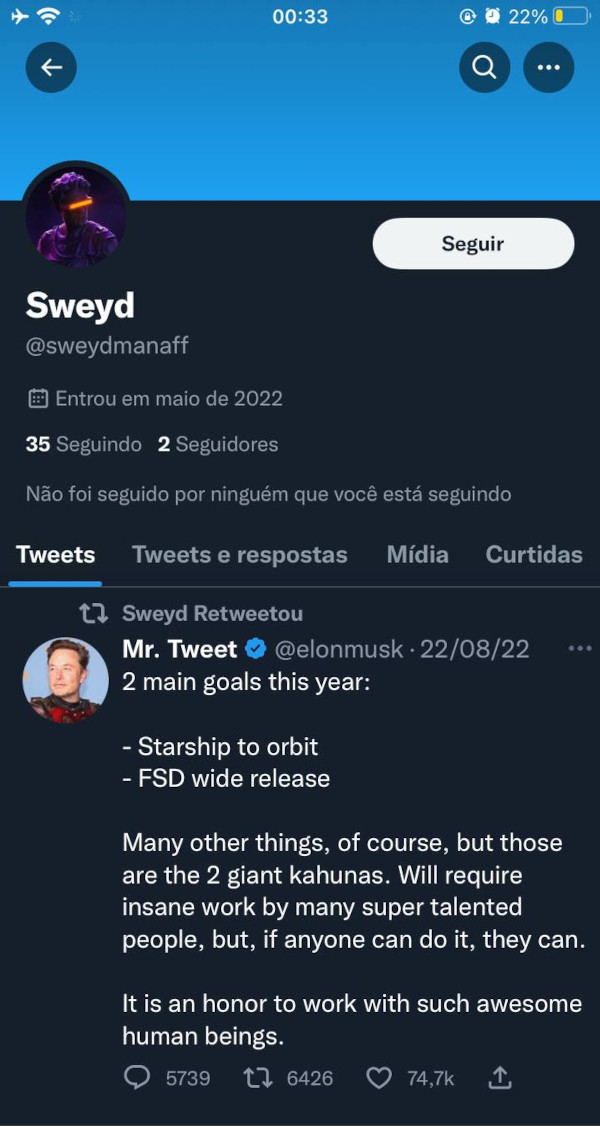 00:33
22%
Seguir
Sweyd
@sweydmanaff
Entrou em maio de 2022
35 Seguindo 2 Seguidores
Não foi seguido por ninguém que você está seguindo
Tweets Tweets e respostas Mídia Curtidas
Sweyd Retweetou
Mr. Tweet @elonmusk · 22/08/22
2 main goals this year:
- Starship to orbit
- FSD wide release
Many other things, of course, but those
are the 2 giant kahunas. Will require
insane work by many super talented
people, but, if anyone can do it, they can.
It is an honor to work with such awesome
human beings.
5739 6426 74,7k